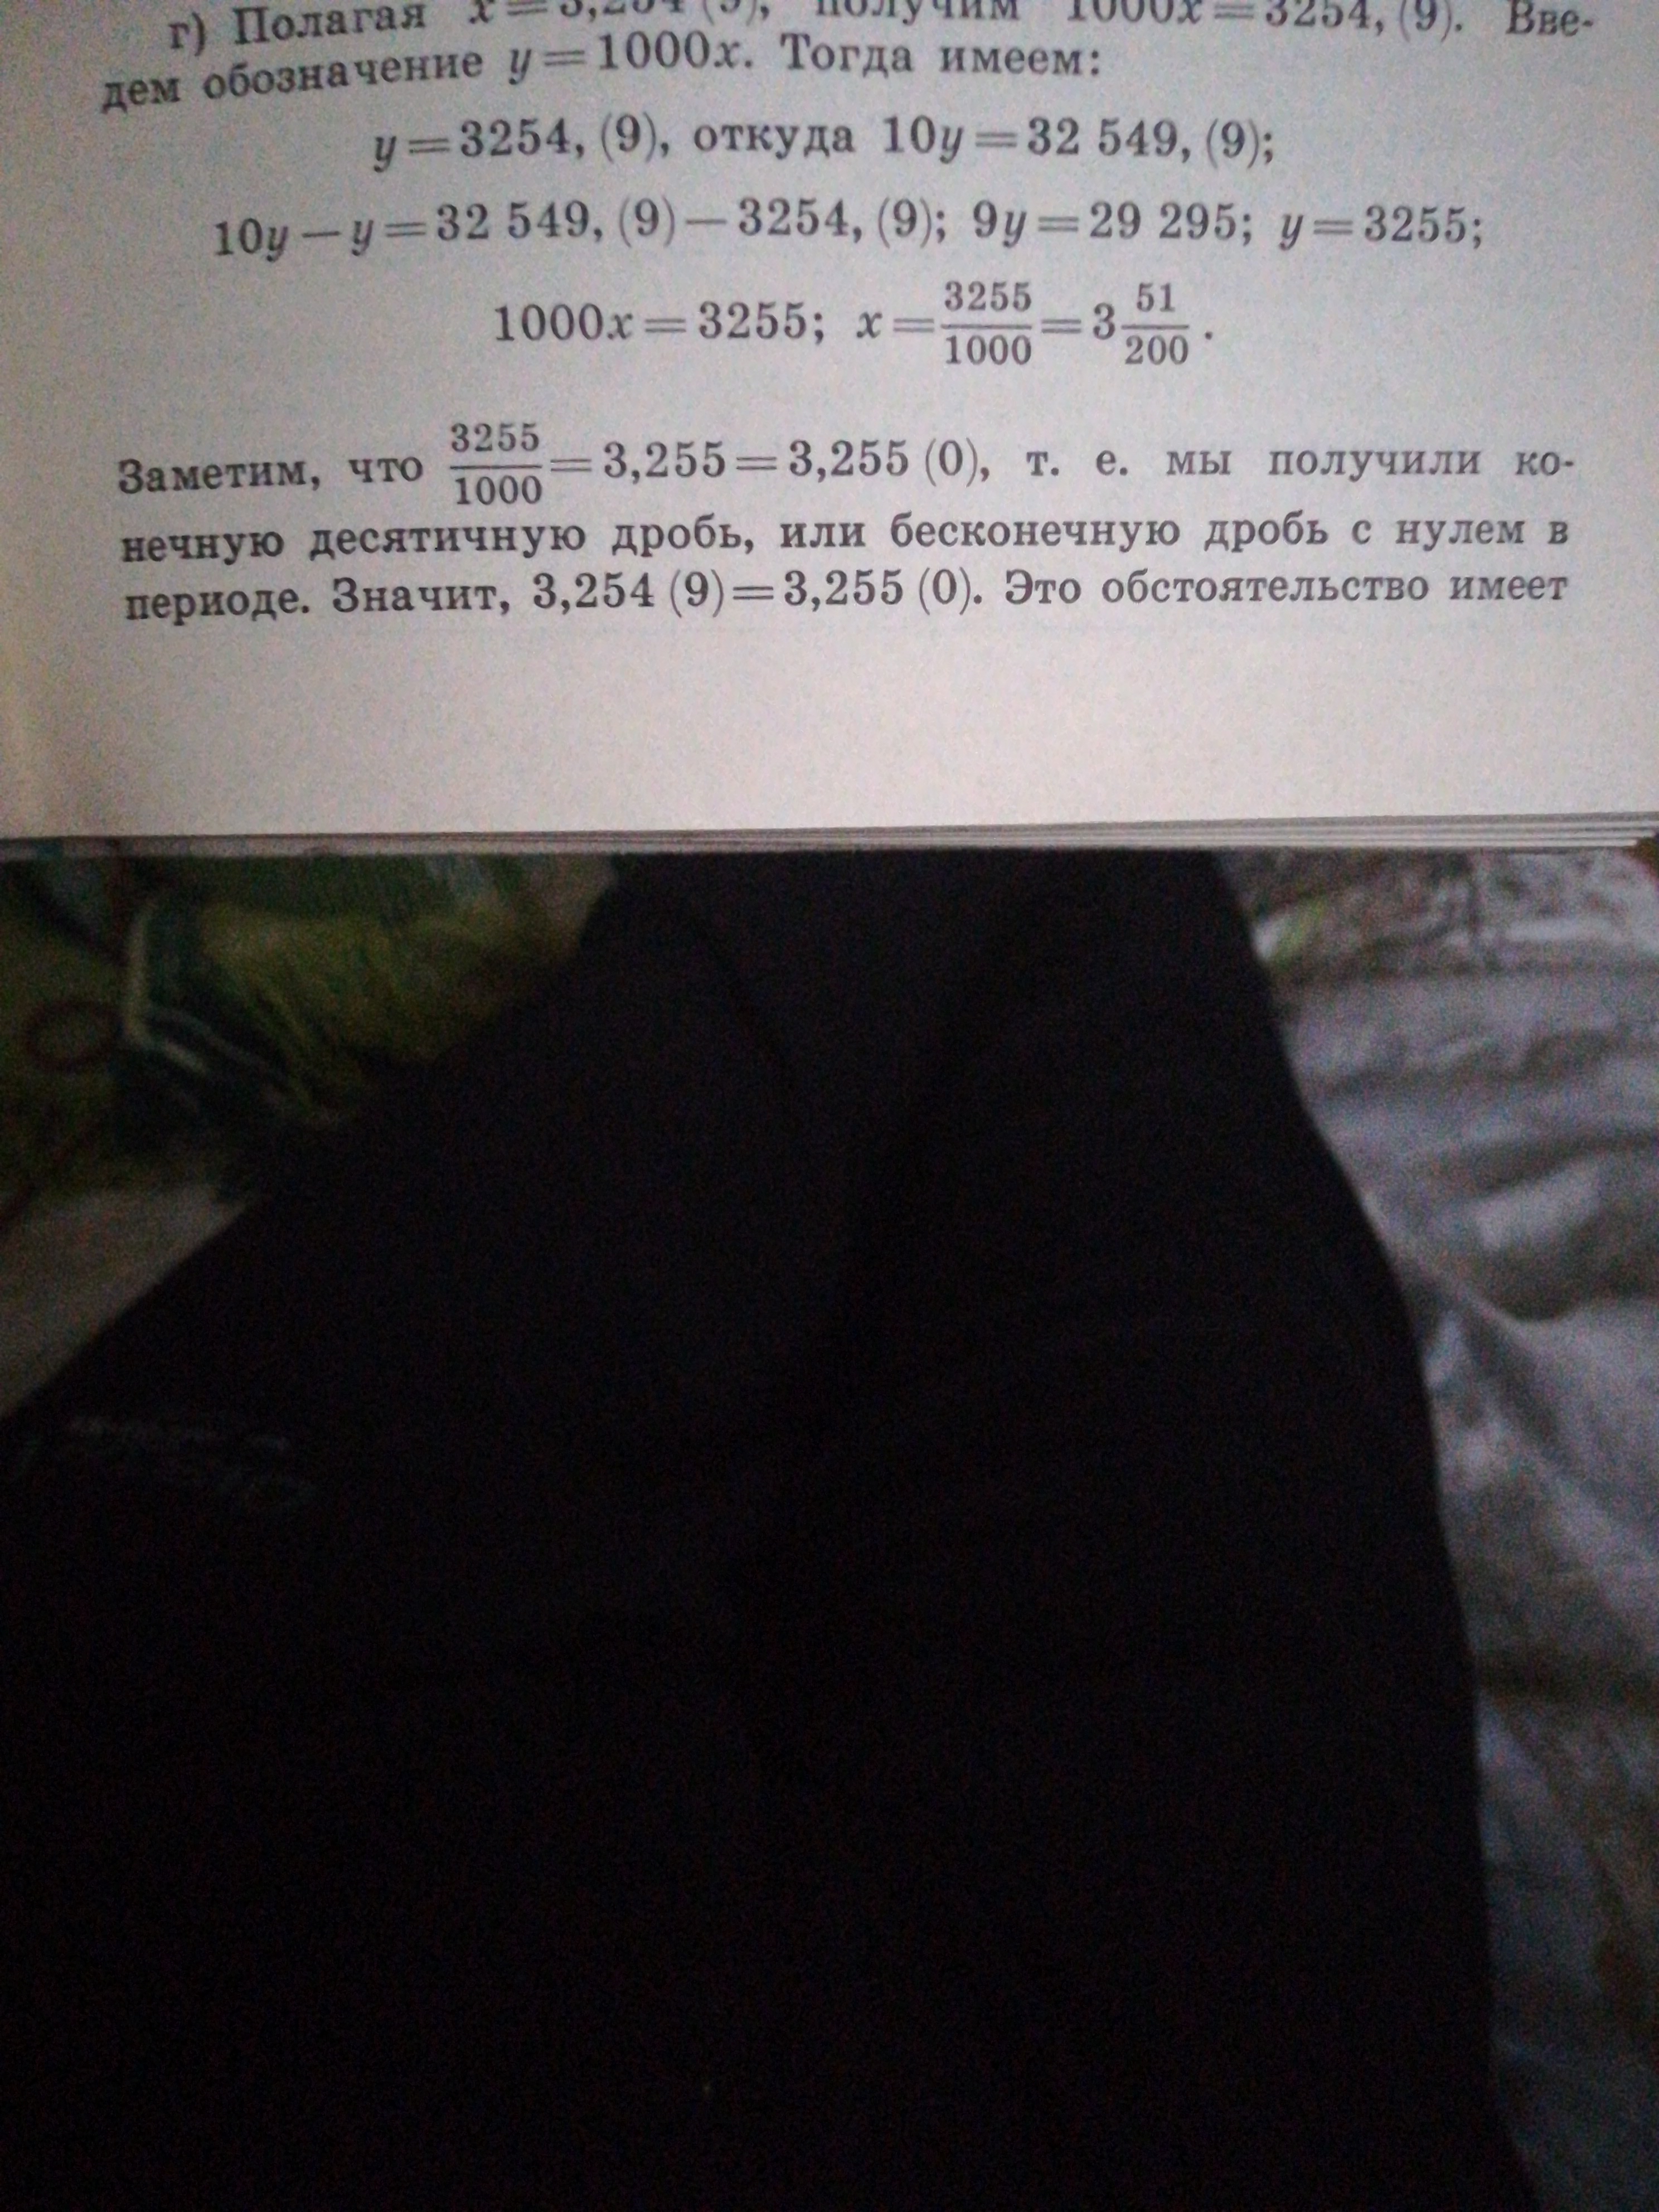 г) Полагая x=3,254 (9), получим 1000x=3254, (9). Вве-
дем обозначение y=1000x. Тогда имеем:
y=3254, (9), откуда 10y=32 549, (9);
10y−y=32 549, (9)−3254, (9); 9y=29 295; y=3255;
1000x=3255; x=3255/1000=3 51/200.
Заметим, что 3255/1000=3,255=3,255 (0), т. е. мы получили ко-
нечную десятичную дробь, или бесконечную дробь с нулем в
периоде. Значит, 3,254 (9)=3,255 (0). Это обстоятельство имеет